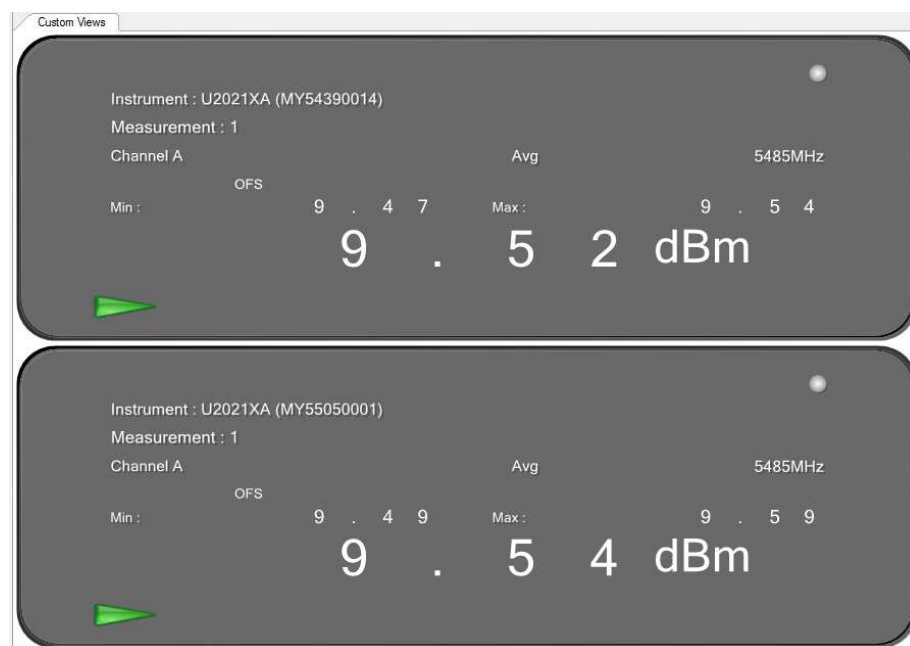 Custom Views
Instrument : U2021XA (MY54390014)
Measurement : 1
Channel A Avg 5485MHz
OFS
Min : 9 . 4 7 Max : 9 . 5 4
9 . 5 2 dBm
Instrument : U2021XA (MY55050001)
Measurement : 1
Channel A Avg 5485MHz
OFS
Min : 9 . 4 9 Max : 9 . 5 9
9 . 5 4 dBm